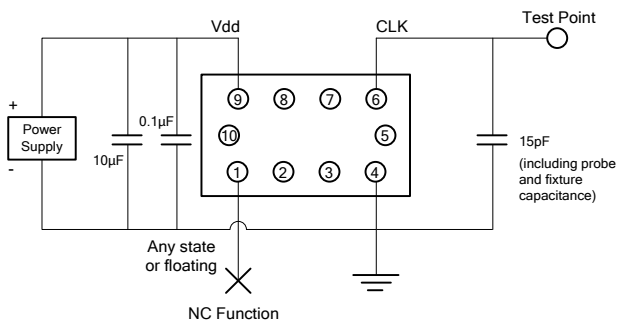 Test Point
Vdd
CLK
+
Power
Supply
-
10µF
0.1µF
9
8
7
6
10
5
1
2
3
4
15pF
(including probe
and fixture
capacitance)
Any state
or floating
NC Function